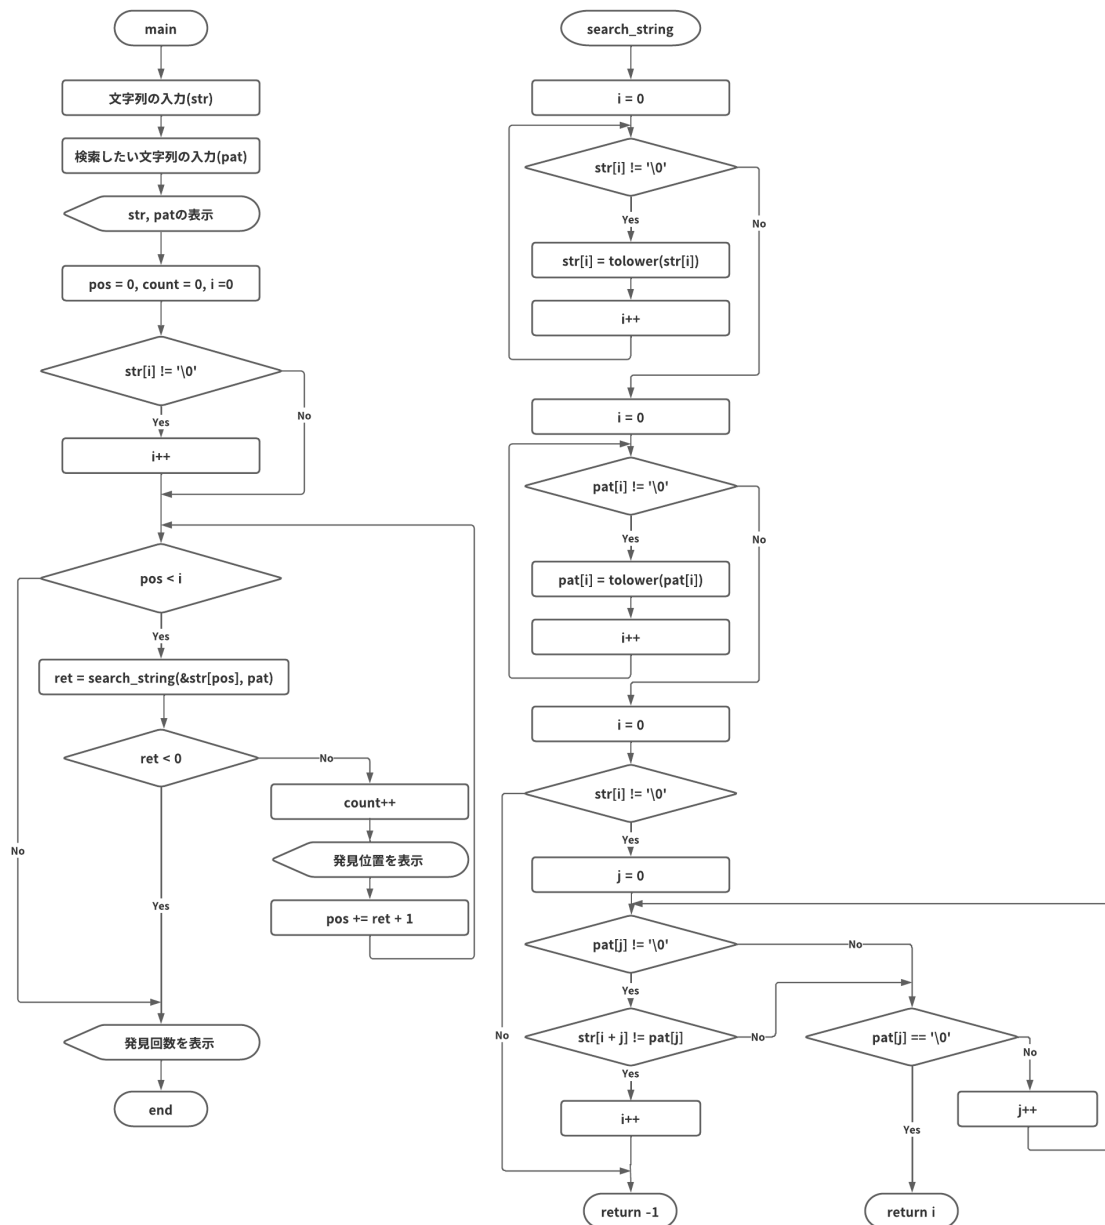 main
文字列の入力(str)
検索したい文字列の入力(pat)
str, patの表示
pos = 0, count = 0, i =0
str[i] != '\0'
No
Yes
i++
pos < i
Yes
ret = search_string(&str[pos], pat)
ret < 0
No
count++
No
発見位置を表示
Yes
pos += ret + 1
発見回数を表示
end
search_string
i = 0
str[i] != '\0'
Yes
No
str[i] = tolower(str[i])
i++
i = 0
pat[i] != '\0'
Yes
No
pat[i] = tolower(pat[i])
i++
i = 0
str[i] != '\0'
Yes
j = 0
pat[j] != '\0'
No
Yes
No
str[i + j] != pat[j]
No
pat[j] == '\0'
No
Yes
i++
j++
Yes
return -1
return i